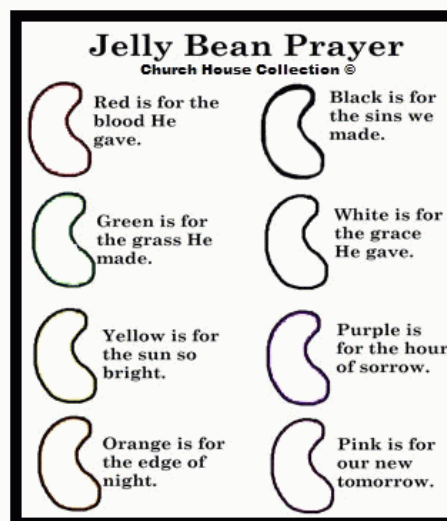 Jelly Bean Prayer
Church House Collection ©
Red is for the
blood He
gave.
Black is for
the sins we
made.
Green is for
the grass He
made.
White is for
the grace
He gave.
Yellow is for
the sun so
bright.
Purple is
for the hour
of sorrow.
Orange is for
the edge of
night.
Pink is for
our new
tomorrow.